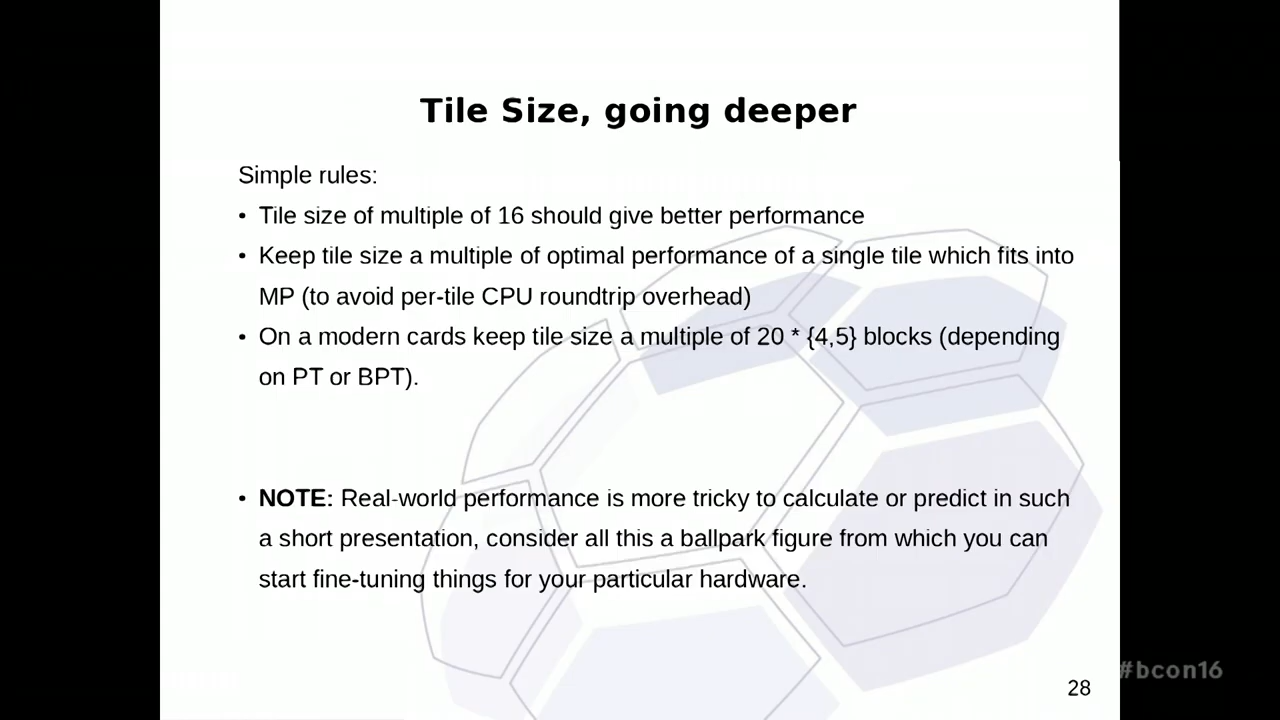 Tile Size, going deeper
Simple rules:
• Tile size of multiple of 16 should give better performance
• Keep tile size a multiple of optimal performance of a single tile which fits into
MP (to avoid per-tile CPU roundtrip overhead)
• On a modern cards keep tile size a multiple of 20 * {4,5} blocks (depending
on PT or BPT).
• NOTE: Real-world performance is more tricky to calculate or predict in such
a short presentation, consider all this a ballpark figure from which you can
start fine-tuning things for your particular hardware.
#bcon16
28